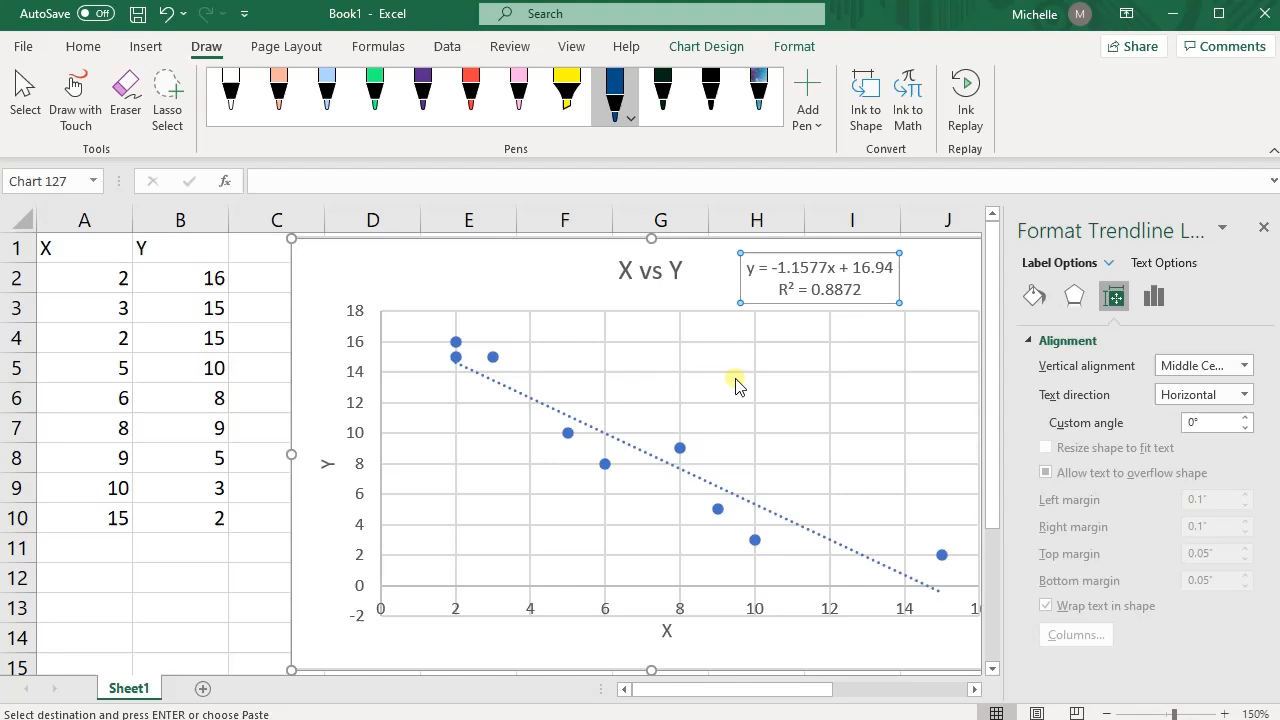 AutoSave Off Book1 - Excel Search Michelle M
File Home Insert Draw Page Layout Formulas Data Review View Help Chart Design Format Share Comments
Select Draw with Touch Eraser Lasso Select Add Pen Ink to Shape Ink to Math Ink Replay
Tools Pens Convert Replay
Chart 127 fx
A B C D E F G H I J
1 X Y
2 2 16
3 3 15
4 2 15
5 5 10
6 6 8
7 8 9
8 9 5
9 10 3
10 15 2
11
12
13
14
15
X vs Y
y = -1.1577x + 16.94
R² = 0.8872
18
16
14
12
10
8
6
4
2
0
-2
Y
0 2 4 6 8 10 12 14
X
Format Trendline L...
Label Options Text Options
Alignment
Vertical alignment Middle Ce...
Text direction Horizontal
Custom angle 0°
Resize shape to fit text
Allow text to overflow shape
Left margin 0.1"
Right margin 0.1"
Top margin 0.05"
Bottom margin 0.05"
Wrap text in shape
Columns...
Sheet1
Select destination and press ENTER or choose Paste 150%